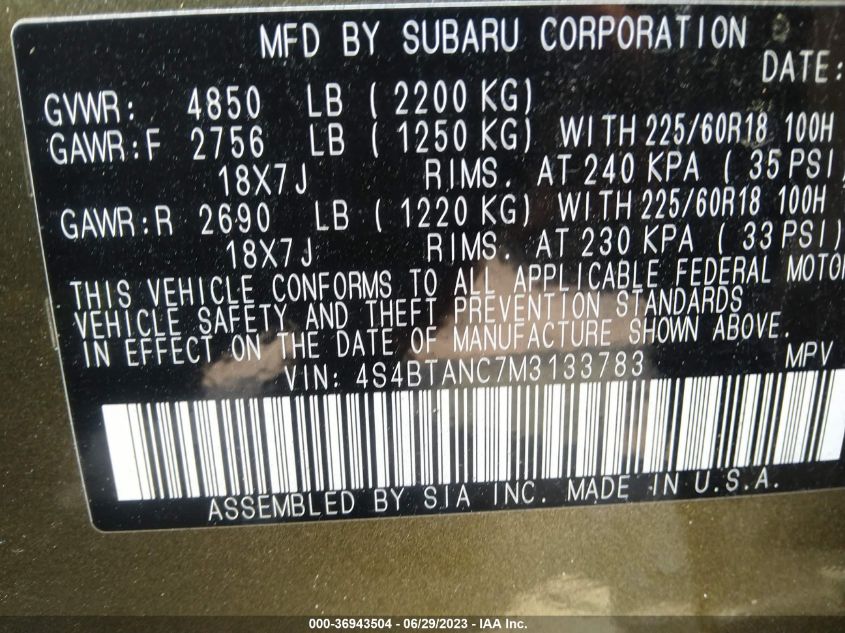 MFD BY SUBARU CORPORATION
DATE:
GVWR: 4850 LB ( 2200 KG)
GAWR:F 2756 LB ( 1250 KG) WITH 225/60R18 100H
18X7J RIMS. AT 240 KPA ( 35 PSI,
GAWR:R 2690 LB ( 1220 KG) WITH 225/60R18 100H
18X7J RIMS. AT 230 KPA ( 33 PSI)
THIS VEHICLE CONFORMS TO ALL APPLICABLE FEDERAL MOTOR
VEHICLE SAFETY AND THEFT PREVENTION STANDARDS
IN EFFECT ON THE DATE OF MANUFACTURE SHOWN ABOVE.
VIN: 4S4BTANC7M3133783 MPV
ASSEMBLED BY SIA INC. MADE IN U.S.A.
000-36943504 - 06/29/2023 - IAA Inc.